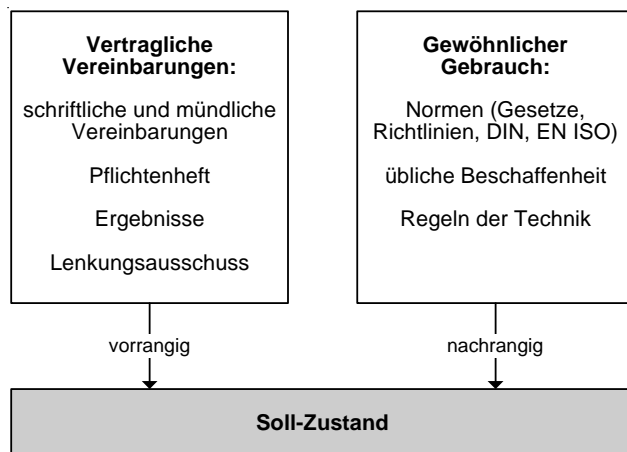 Vertragliche
Vereinbarungen:
schriftliche und mündliche
Vereinbarungen
Pflichtenheft
Ergebnisse
Lenkungsausschuss
Gewöhnlicher
Gebrauch:
Normen (Gesetze,
Richtlinien, DIN, EN ISO)
übliche Beschaffenheit
Regeln der Technik
vorrangig
nachrangig
Soll-Zustand